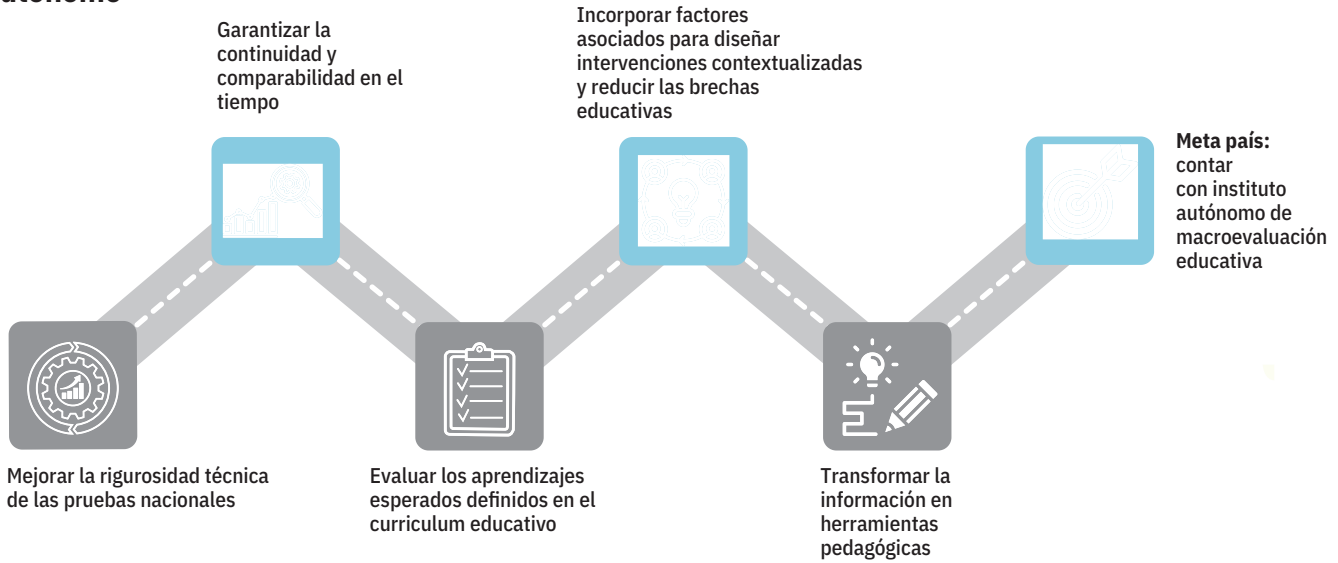 Garantizar la
continuidad y
comparabilidad en el
tiempo
Incorporar factores
asociados para diseñar
intervenciones contextualizadas
y reducir las brechas
educativas
Meta país:
contar
con instituto
autónomo de
macroevaluación
educativa
Mejorar la rigurosidad técnica
de las pruebas nacionales
Evaluar los aprendizajes
esperados definidos en el
curriculum educativo
Transformar la
información en
herramientas
pedagógicas